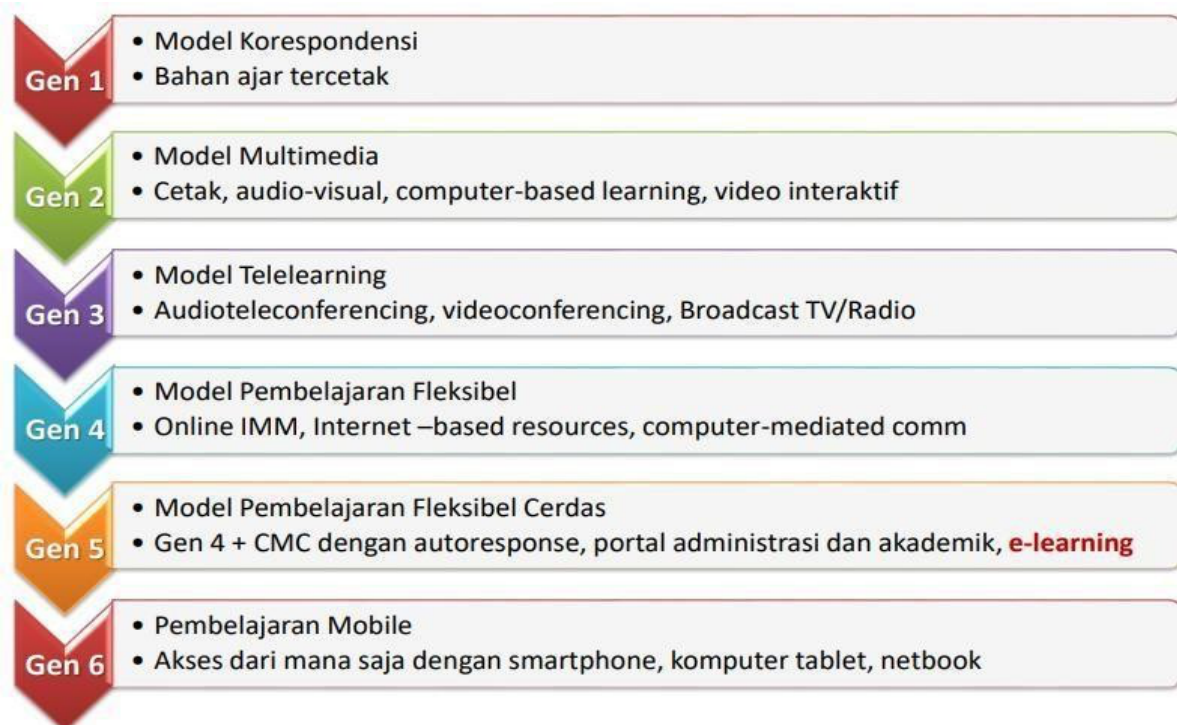 Gen 1
• Model Korespondensi
• Bahan ajar tercetak
Gen 2
• Model Multimedia
• Cetak, audio-visual, computer-based learning, video interaktif
Gen 3
• Model Telelearning
• Audioteleconferencing, videoconferencing, Broadcast TV/Radio
Gen 4
• Model Pembelajaran Fleksibel
• Online IMM, Internet –based resources, computer-mediated comm
Gen 5
• Model Pembelajaran Fleksibel Cerdas
• Gen 4 + CMC dengan autoresponse, portal administrasi dan akademik, e-learning
Gen 6
• Pembelajaran Mobile
• Akses dari mana saja dengan smartphone, komputer tablet, netbook